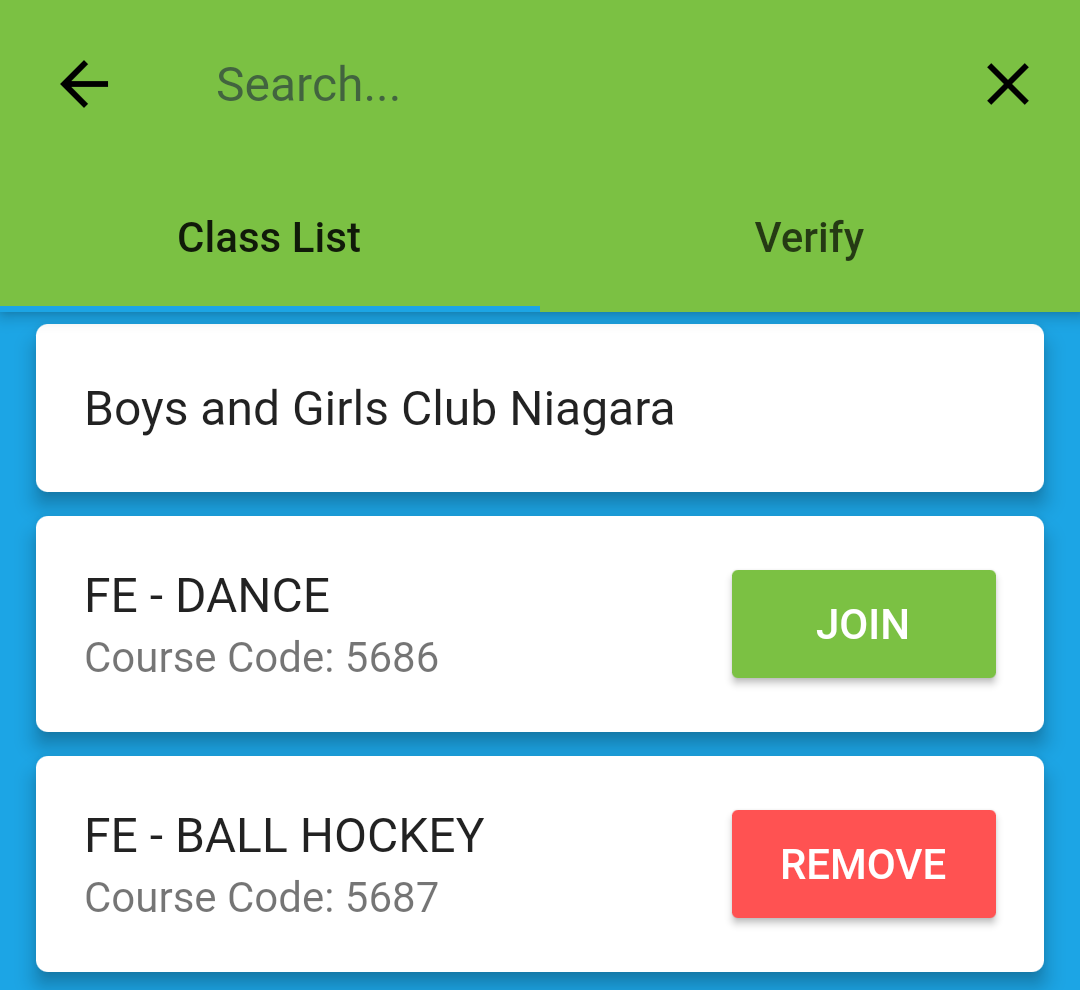 Search...
Class List
Verify
Boys and Girls Club Niagara
FE - DANCE
Course Code: 5686
JOIN
FE - BALL HOCKEY
Course Code: 5687
REMOVE